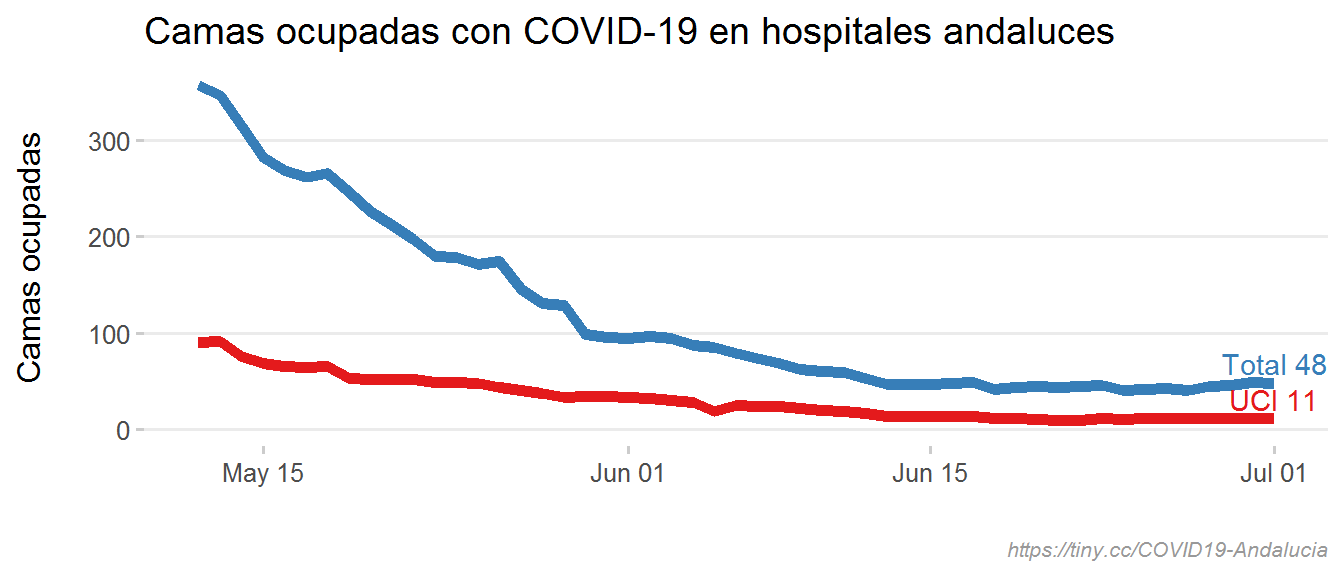 Camas ocupadas con COVID-19 en hospitales andaluces
Camas ocupadas
300
200
100
0
Total 48
UCI 11
May 15
Jun 01
Jun 15
Jul 01
https://tiny.cc/COVID19-Andalucia